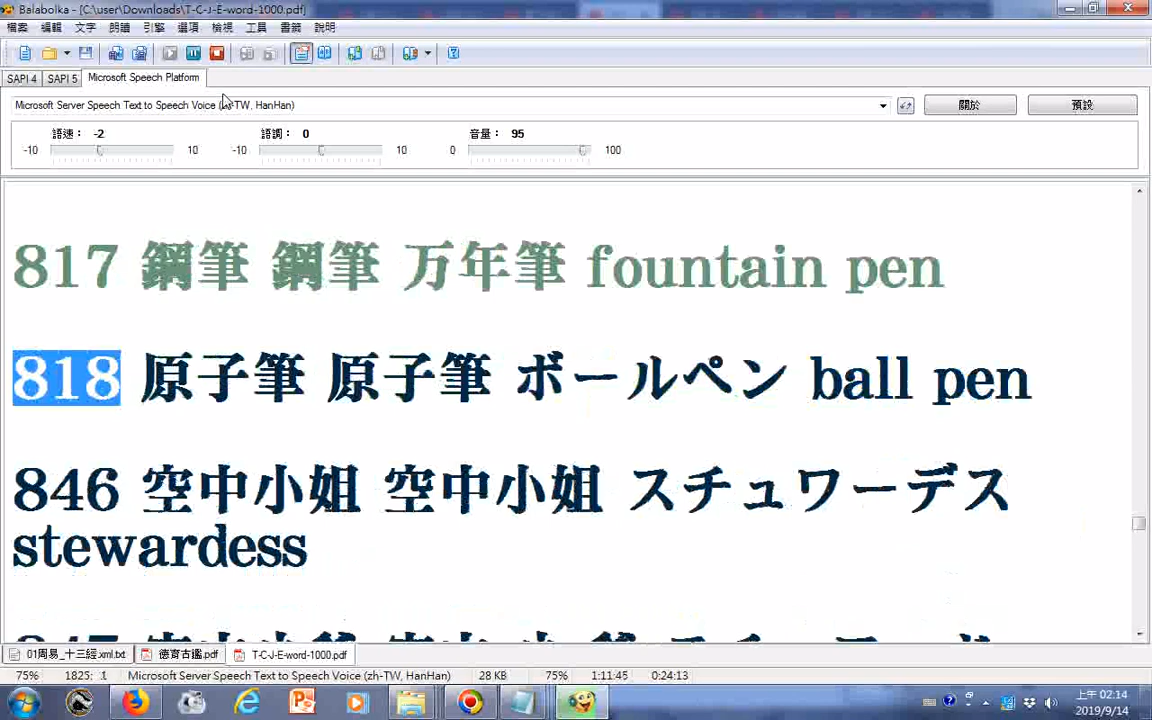 Balabolka - [C:\user\Downloads\T-C-J-E-word-1000.pdf]
檔案 編輯 文字 朗讀 引擎 選項 檢視 工具 書籤 說明
SAPI 4 SAPI 5 Microsoft Speech Platform
Microsoft Server Speech Text to Speech Voice (zh-TW, HanHan) 關於 預設
語速： -2 語調： 0 音量： 95
-10 10 -10 10 0 100
817 鋼筆 鋼筆 万年筆 fountain pen
818 原子筆 原子筆 ボールペン ball pen
846 空中小姐 空中小姐 スチュワーデス
stewardess
01周易_十三經.xml.txt 德育古鑑.pdf T-C-J-E-word-1000.pdf
75% 1825: 1 Microsoft Server Speech Text to Speech Voice (zh-TW, HanHan) 28 KB 75% 1:11:45 0:24:13
上午 02:14
2019/9/14